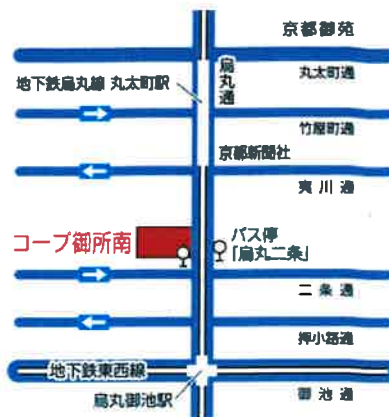 京都御苑
丸太町通
烏丸通
地下鉄烏丸線 丸太町駅
竹屋町通
京都新聞社
夷川通
コープ御所南
バス停
「烏丸二条」
二条通
押小路通
地下鉄東西線
御池通
烏丸御池駅